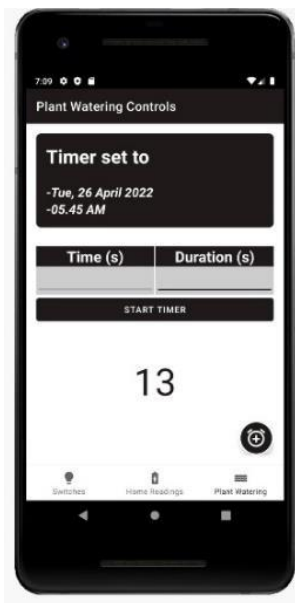 7:09
Plant Watering Controls
Timer set to
-Tue, 26 April 2022
-05.45 AM
Time (s) Duration (s)
START TIMER
13
Switches Home Readings Plant Watering